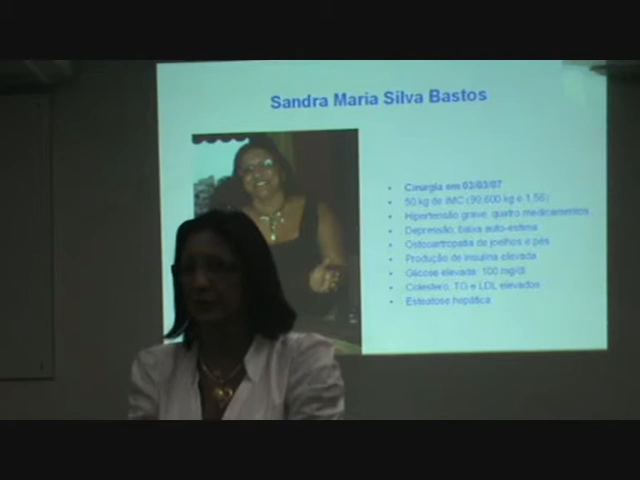 Sandra Maria Silva Bastos
Cirurgia em 03/03/07
50 kg de IMC (99,600 kg e 1,56)
Hipertensão grave, quatro medicamentos
Depressão, baixa auto-estima
Osteoartropatia de joelhos e pés
Produção de insulina elevada
Glicose elevada: 100 mg/dl
Colesterol, TG e LDL elevados
Esteatose hepática